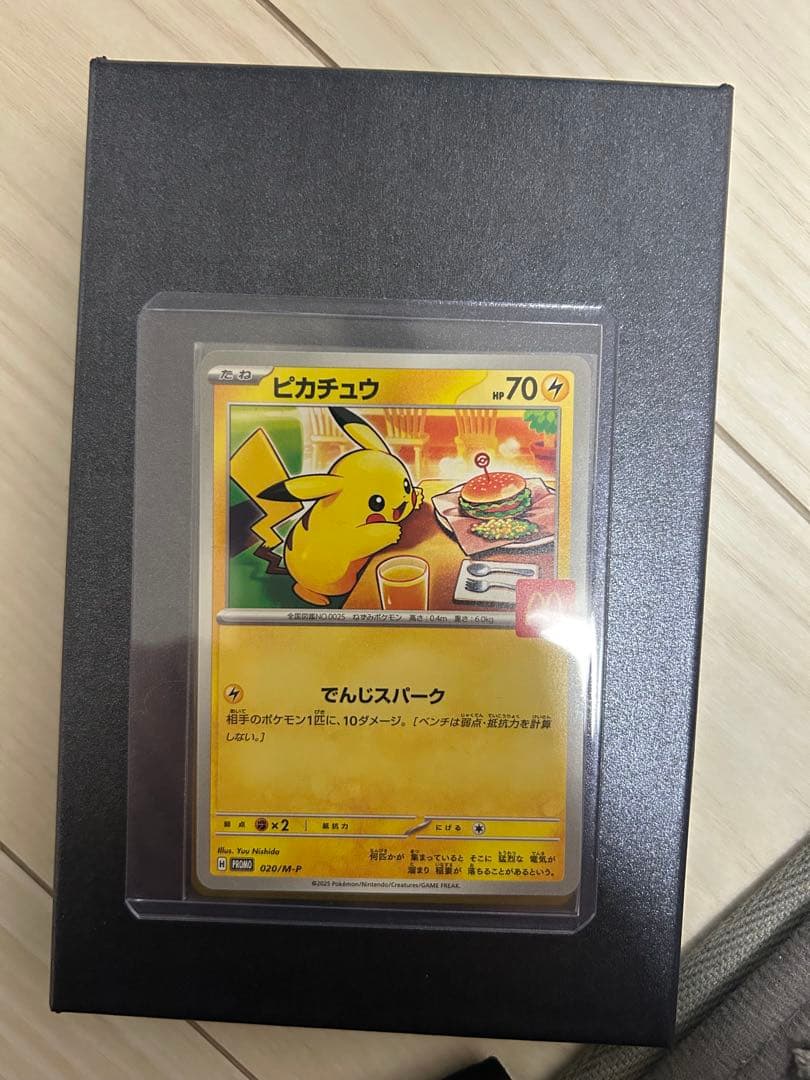 たね ピカチュウ HP 70
全国図鑑NO.0025 ねずみポケモン 高さ:0.4m 重さ:6.0kg
でんじスパーク
相手のポケモン1匹に、10ダメージ。[ベンチは弱点・抵抗力を計算
しない。]
弱点 ×2 抵抗力 にげる
Illus. Yuu Nishida
H PROMO 020/M-P
何匹かが 集まっていると そこに 猛烈な 電気が
溜まり 稲妻が 落ちることがあるという。
©2025 Pokémon/Nintendo/Creatures/GAME FREAK.